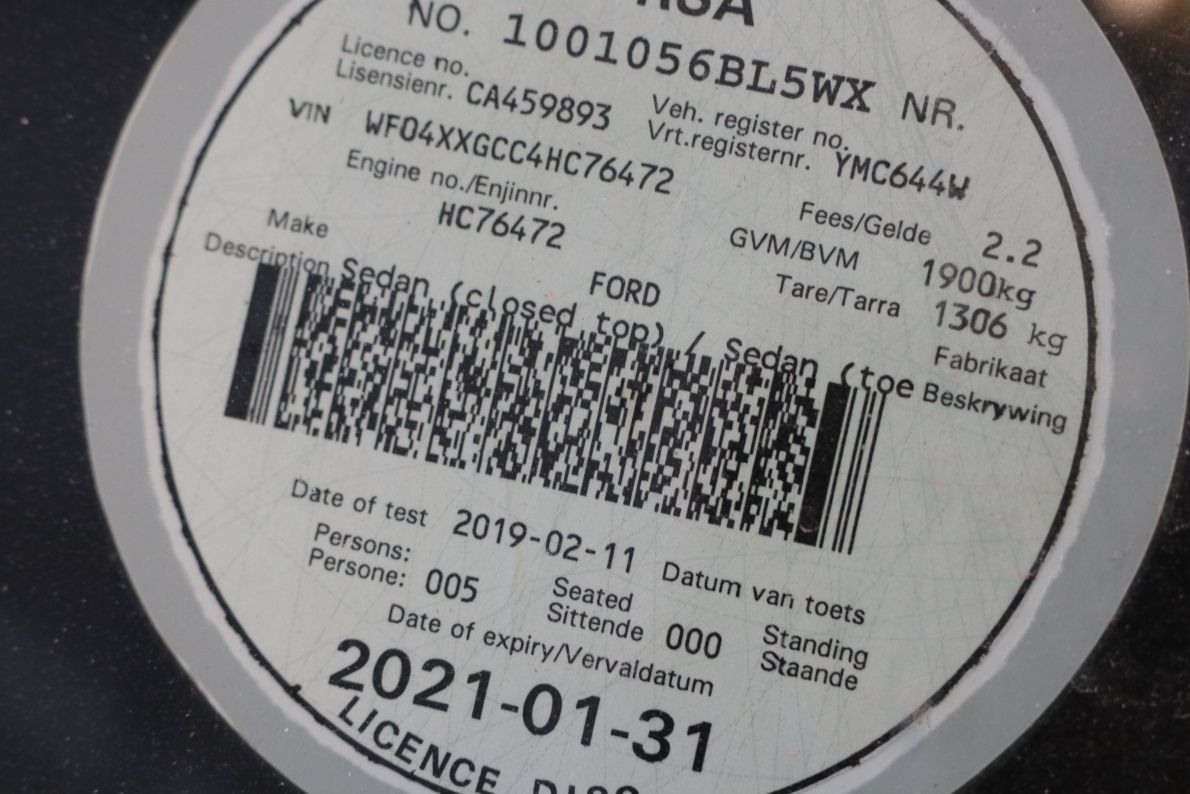 RSA
NO. 1001056BL5WX NR.
Licence no.
Lisensienr. CA459893 Veh. register no.
Vrt.registernr. YMC644W
VIN WF04XXGCC4HC76472
Engine no./Enjinnr.
HC76472
Fees/Gelde 2.2
GVM/BVM 1900kg
Tare/Tarra 1306 kg
Make FORD Fabrikaat
Description Sedan (closed top) / Sedan (toe Beskrywing
Date of test 2019-02-11 Datum van toets
Persons:
Persone: 005 Seated
Sittende 000 Standing
Staande
Date of expiry/Vervaldatum
2021-01-31
LICENCE DISC